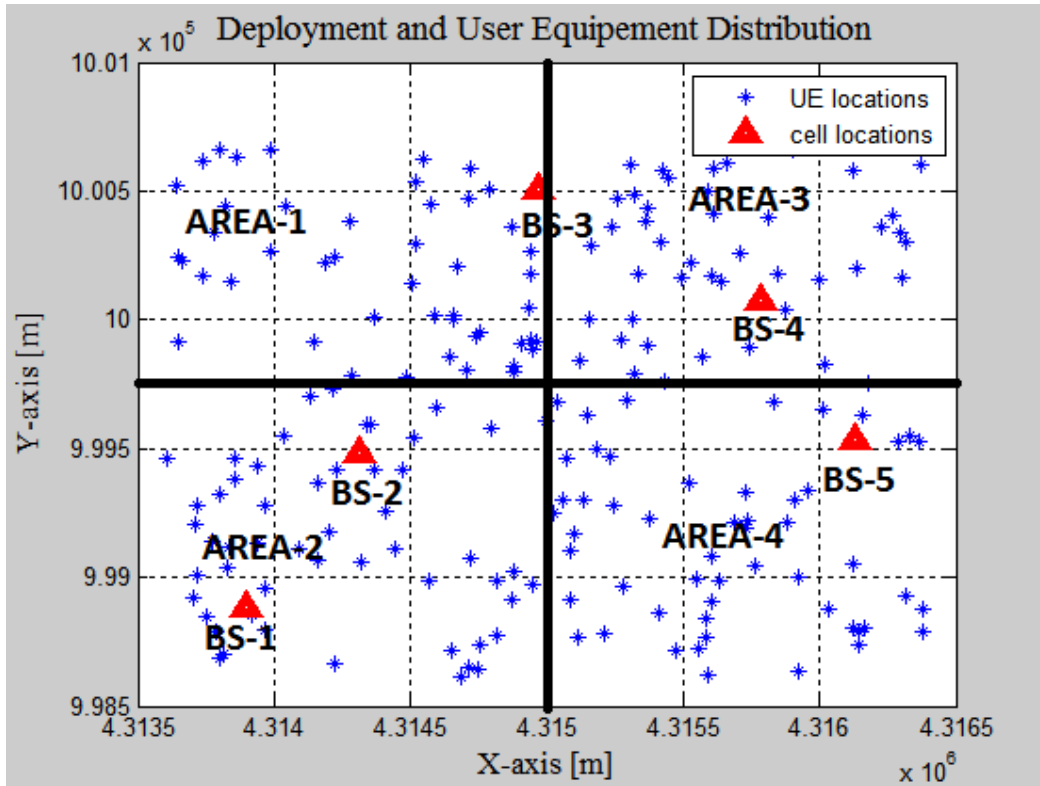 Deployment and User Equipement Distribution
x 10^5
10.01
10.005
10
9.995
9.99
9.985
Y-axis [m]
UE locations
cell locations
AREA-1
BS-3
AREA-3
BS-4
BS-2
BS-5
AREA-2
AREA-4
BS-1
4.3135
4.314
4.3145
4.315
4.3155
4.316
4.3165
X-axis [m]
x 10^6